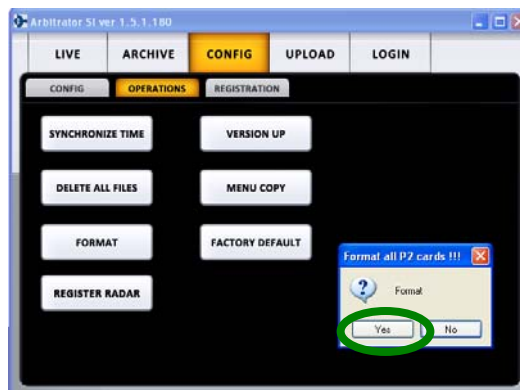 Arbitrator SI ver 1.5.1.180
LIVE ARCHIVE CONFIG UPLOAD LOGIN
CONFIG OPERATIONS REGISTRATION
SYNCHRONIZE TIME VERSION UP
DELETE ALL FILES MENU COPY
FORMAT FACTORY DEFAULT
REGISTER RADAR
Format all P2 cards !!!
Format
Yes No